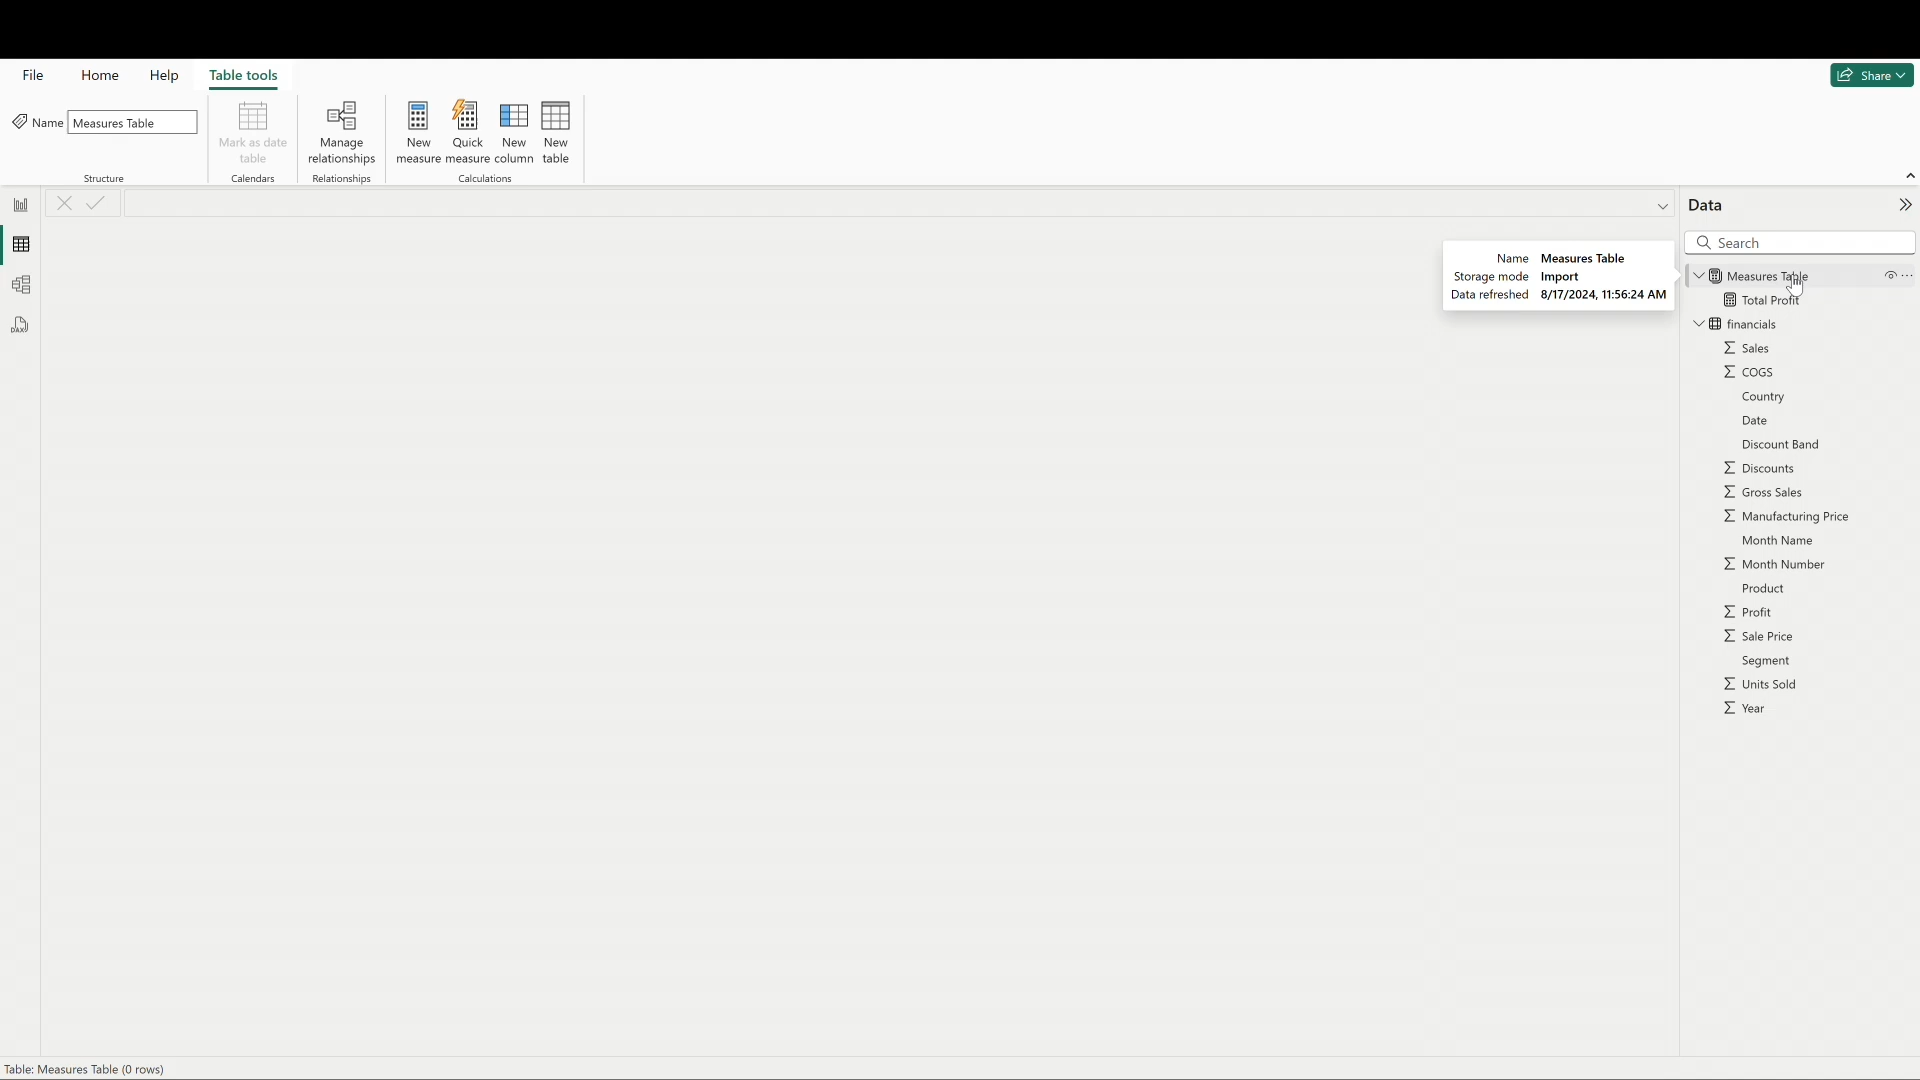 File Home Help Table tools
Share
Name Measures Table
Mark as date table
Manage relationships
New measure
Quick measure
New column
New table
Structure
Calendars
Relationships
Calculations
Data
Search
Name Measures Table
Storage mode Import
Data refreshed 8/17/2024, 11:56:24 AM
Measures Table
Total Profit
financials
Sales
COGS
Country
Date
Discount Band
Discounts
Gross Sales
Manufacturing Price
Month Name
Month Number
Product
Profit
Sale Price
Segment
Units Sold
Year
DAX
Table: Measures Table (0 rows)